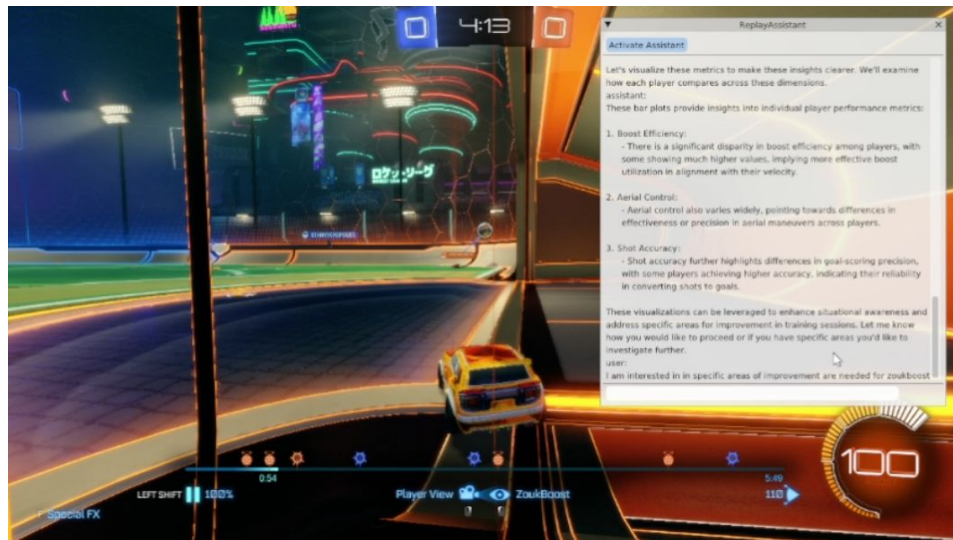 0
4:13
0
ReplayAssistant
Activate Assistant
Let's visualize these metrics to make these insights clearer. We'll examine
how each player compares across these dimensions.
assistant:
These bar plots provide insights into individual player performance metrics:
1. Boost Efficiency:
- There is a significant disparity in boost efficiency among players, with
some showing much higher values, implying more effective boost
utilization in alignment with their velocity.
2. Aerial Control:
- Aerial control also varies widely, pointing towards differences in
effectiveness or precision in aerial maneuvers across players.
3. Shot Accuracy:
- Shot accuracy further highlights differences in goal-scoring precision,
with some players achieving higher accuracy, indicating their reliability
in converting shots to goals.
These visualizations can be leveraged to enhance situational awareness and
address specific areas for improvement in training sessions. Let me know
how you would like to proceed or if you have specific areas you'd like to
investigate further.
user:
I am interested in in specific areas of improvement are needed for zoukboost
ロケットリーグ
100
0:54
5:49
LEFT SHIFT 100%
Player View ZoukBoost
110
Special FX